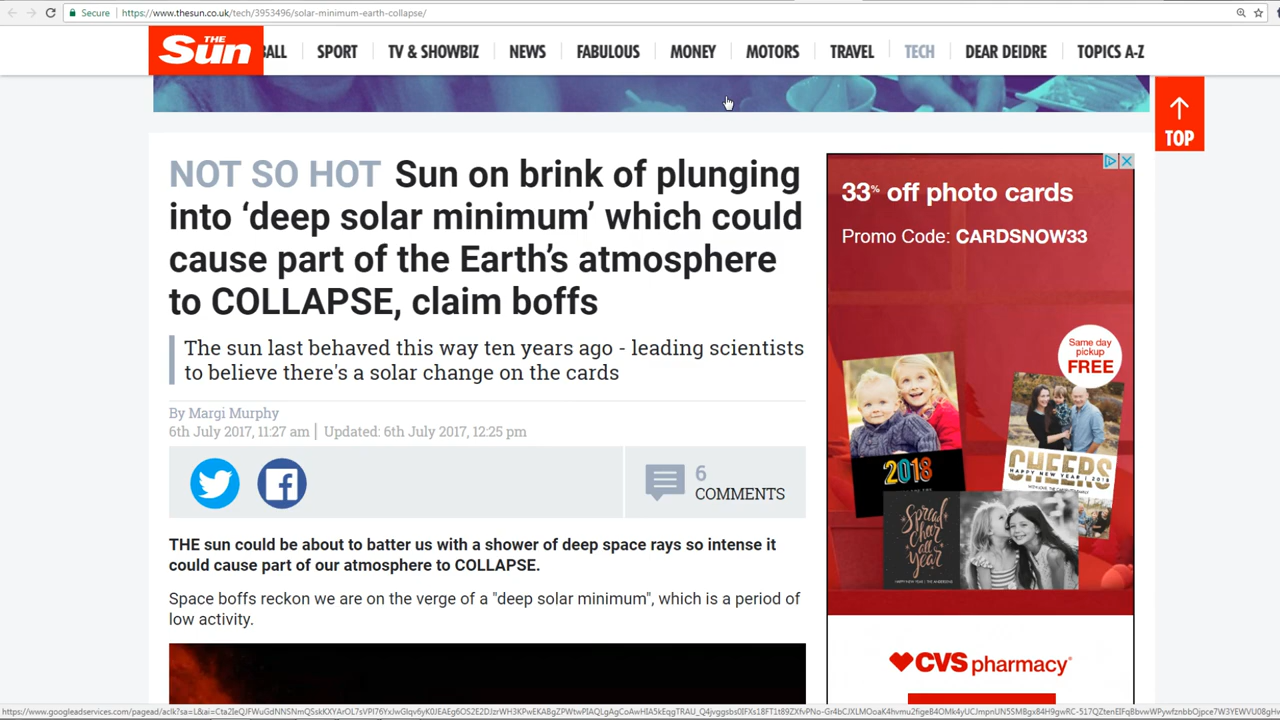 Secure https://www.thesun.co.uk/tech/3953496/solar-minimum-earth-collapse/
THE
Sun
BALL SPORT TV & SHOWBIZ NEWS FABULOUS MONEY MOTORS TRAVEL TECH DEAR DEIDRE TOPICS A-Z
TOP
NOT SO HOT Sun on brink of plunging
into ‘deep solar minimum’ which could
cause part of the Earth’s atmosphere
to COLLAPSE, claim boffs
The sun last behaved this way ten years ago - leading scientists
to believe there's a solar change on the cards
By Margi Murphy
6th July 2017, 11:27 am | Updated: 6th July 2017, 12:25 pm
6
COMMENTS
THE sun could be about to batter us with a shower of deep space rays so intense it
could cause part of our atmosphere to COLLAPSE.
Space boffs reckon we are on the verge of a "deep solar minimum", which is a period of
low activity.
33% off photo cards
Promo Code: CARDSNOW33
Same day
pickup
FREE
2018
CHEERS
HAPPY NEW YEAR | 2018
SPREAD
Cheer
all
YEAR
CVS pharmacy